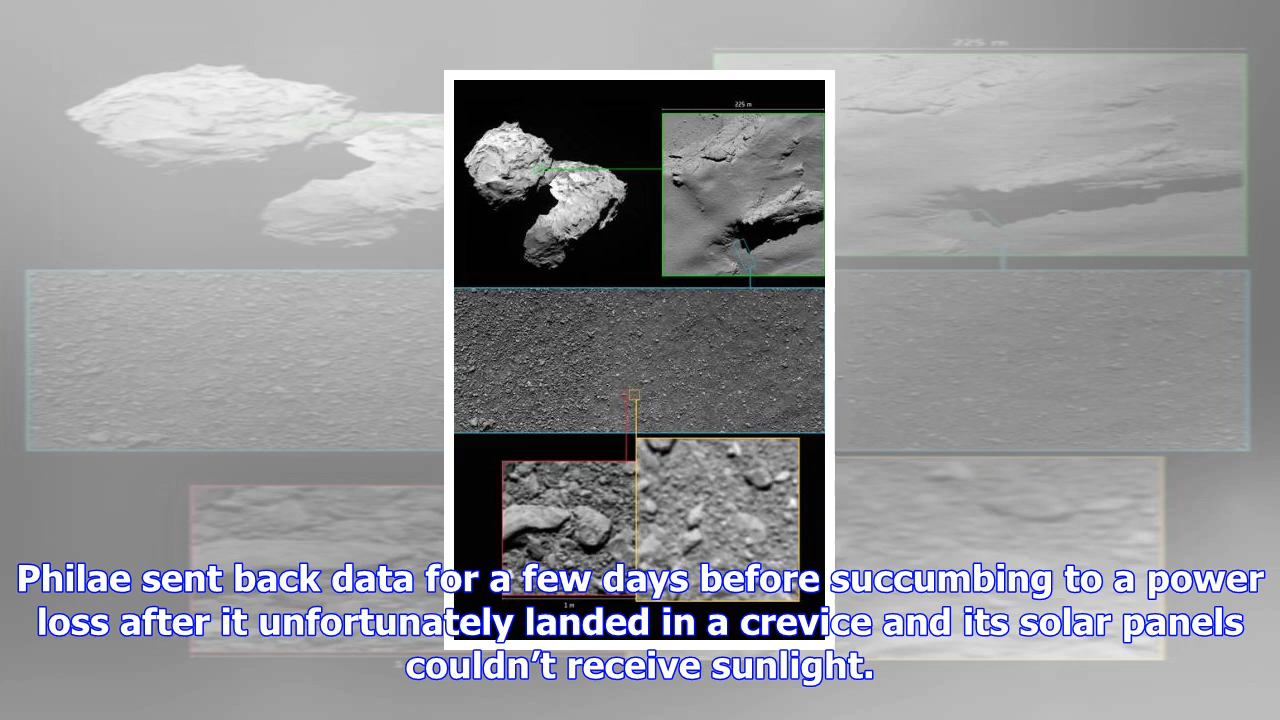 225 m
225 m
1 m
Philae sent back data for a few days before succumbing to a power
loss after it unfortunately landed in a crevice and its solar panels
couldn’t receive sunlight.